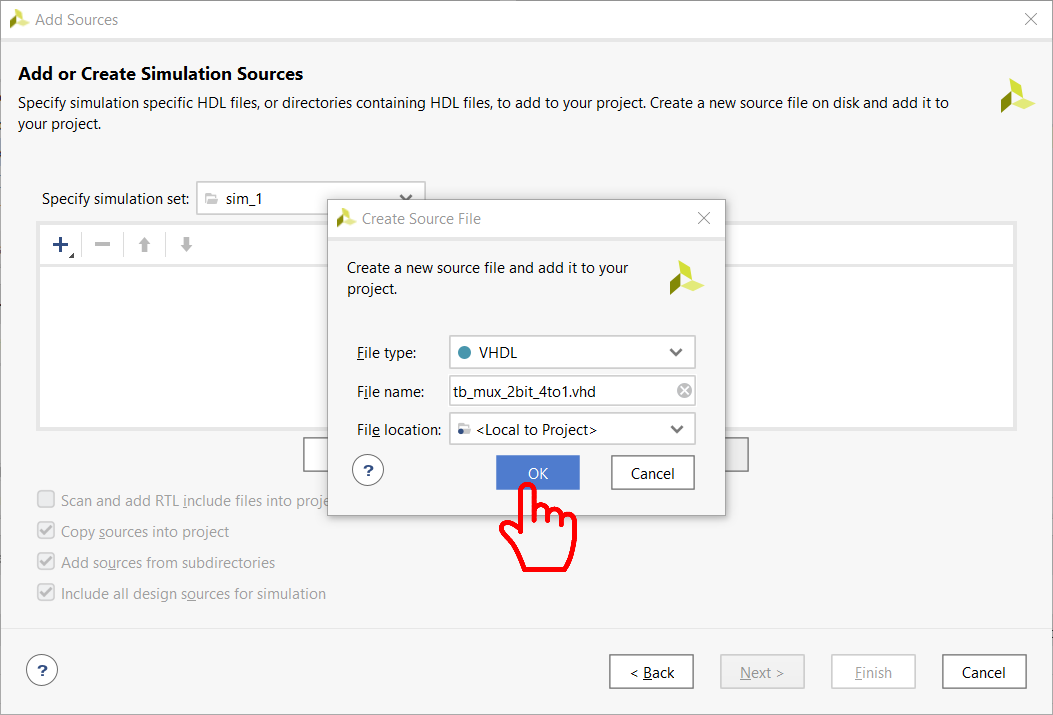 Add Sources
Add or Create Simulation Sources
Specify simulation specific HDL files, or directories containing HDL files, to add to your project. Create a new source file on disk and add it to
your project.
Specify simulation set: sim_1
Create Source File
Create a new source file and add it to your
project.
File type: VHDL
File name: tb_mux_2bit_4to1.vhd
File location: <Local to Project>
? OK Cancel
Scan and add RTL include files into proje
Copy sources into project
Add sources from subdirectories
Include all design sources for simulation
? < Back Next > Finish Cancel